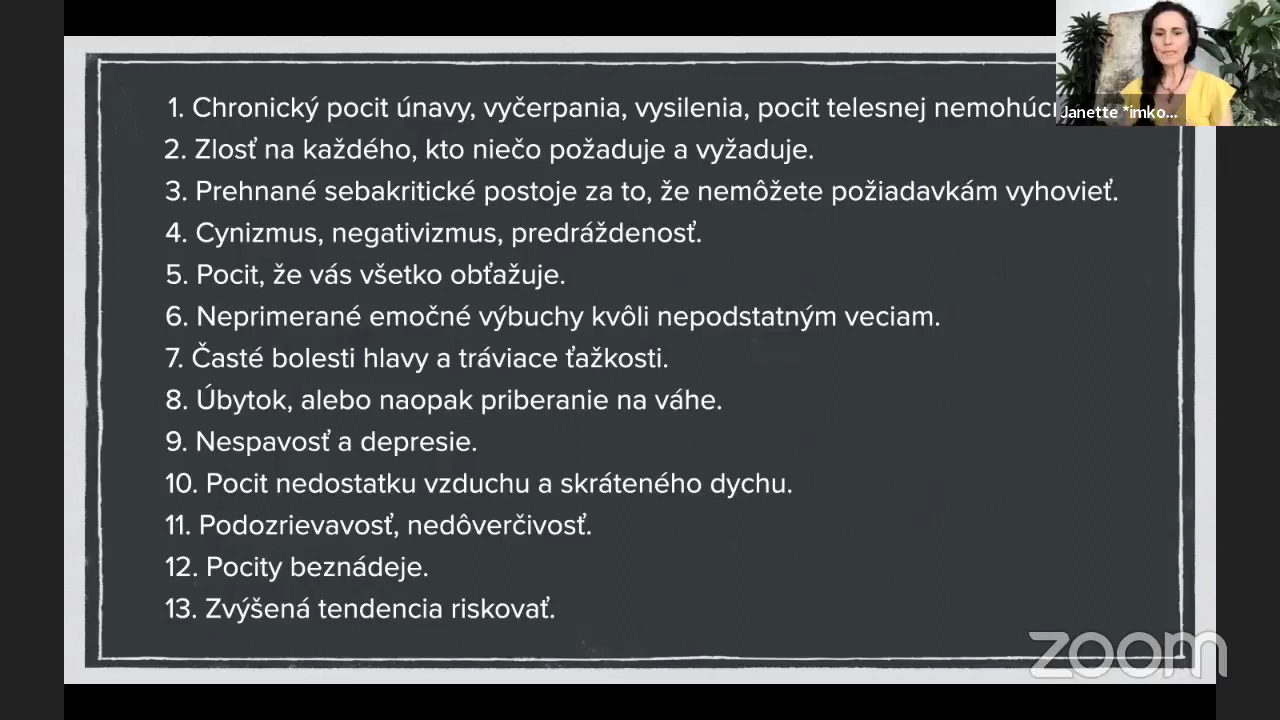 1. Chronický pocit únavy, vyčerpania, vysilenia, pocit telesnej
2. Zlosť na každého, kto niečo požaduje a vyžaduje.
3. Prehnané sebakritické postoje za to, že nemôžete požiadavkám vyhovieť.
4. Cynizmus, negativizmus, predráždenosť.
5. Pocit, že vás všetko obťažuje.
6. Neprimerané emočné výbuchy kvôli nepodstatným veciam.
7. Časté bolesti hlavy a tráviace ťažkosti.
8. Úbytok, alebo naopak priberanie na váhe.
9. Nespavosť a depresie.
10. Pocit nedostatku vzduchu a skráteného dychu.
11. Podozrievavosť, nedôverčivosť.
12. Pocity beznádeje.
13. Zvýšená tendencia riskovať.
Janette *imko...
zoom